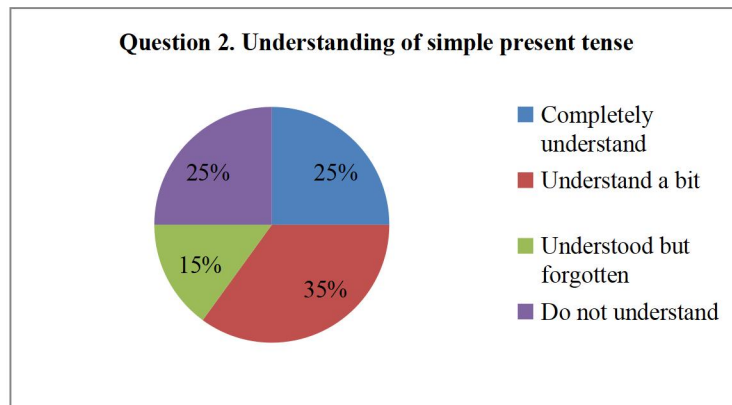 Question 2. Understanding of simple present tense
25%
25%
15%
35%
Completely
understand
Understand a bit
Understood but
forgotten
Do not understand